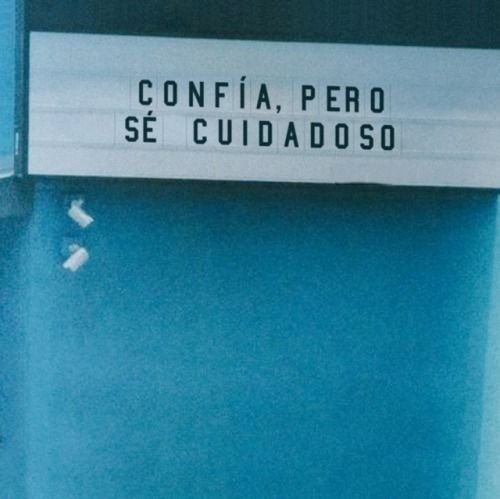 CONFÍA, PERO
SÉ CUIDADOSO